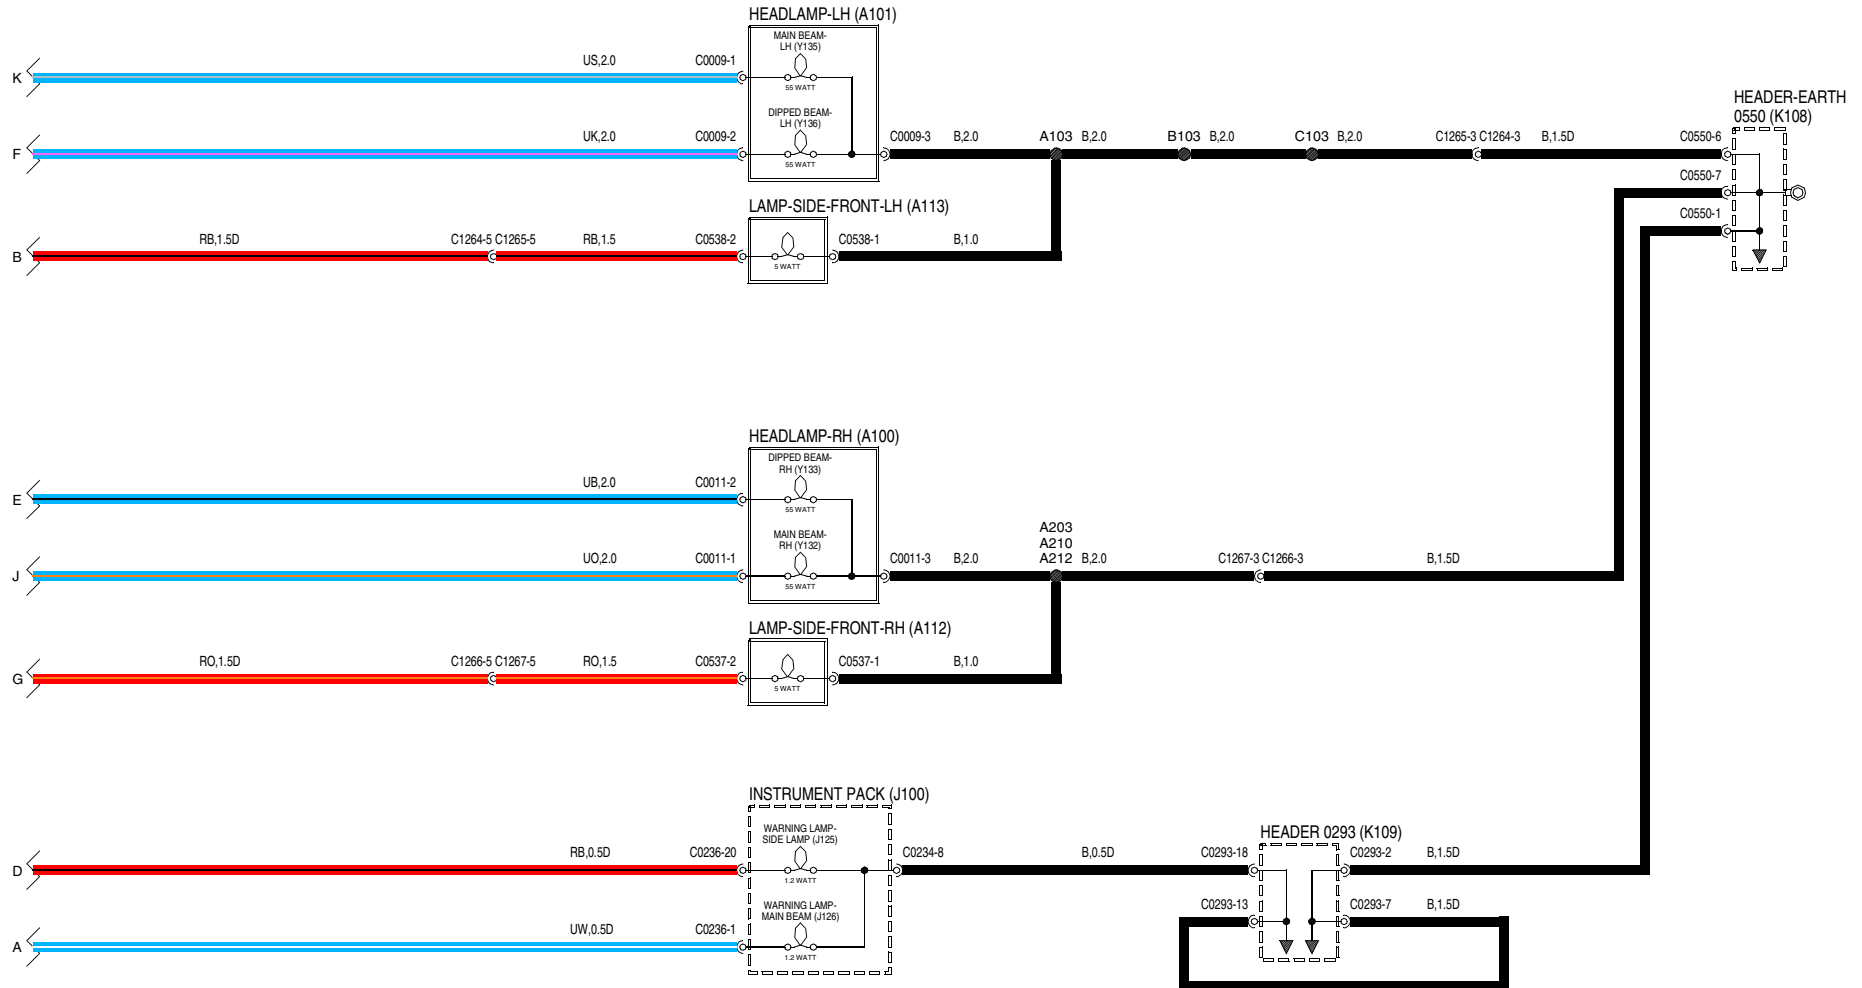 HEADLAMP-LH (A101)
MAIN BEAM-
LH (Y135)
K
US,2.0
C0009-1
55 WATT
DIPPED BEAM-
LH (Y136)
F
UK,2.0
C0009-2
55 WATT
C0009-3
B,2.0
A103
B,2.0
B103
B,2.0
C103
B,2.0
C1265-3
C1264-3
B,1.5D
C0550-6
HEADER-EARTH
0550 (K108)
C0550-7
C0550-1
LAMP-SIDE-FRONT-LH (A113)
B
RB,1.5D
C1264-5
C1265-5
RB,1.5
C0538-2
5 WATT
C0538-1
B,1.0
HEADLAMP-RH (A100)
DIPPED BEAM-
RH (Y133)
E
UB,2.0
C0011-2
55 WATT
MAIN BEAM-
RH (Y132)
J
UO,2.0
C0011-1
55 WATT
C0011-3
B,2.0
A203
A210
A212
B,2.0
C1267-3
C1266-3
B,1.5D
LAMP-SIDE-FRONT-RH (A112)
G
RO,1.5D
C1266-5
C1267-5
RO,1.5
C0537-2
5 WATT
C0537-1
B,1.0
INSTRUMENT PACK (J100)
WARNING LAMP-
SIDE LAMP (J125)
D
RB,0.5D
C0236-20
1.2 WATT
C0234-8
B,0.5D
C0293-18
HEADER 0293 (K109)
C0293-2
B,1.5D
WARNING LAMP-
MAIN BEAM (J126)
A
UW,0.5D
C0236-1
1.2 WATT
C0293-13
C0293-7
B,1.5D